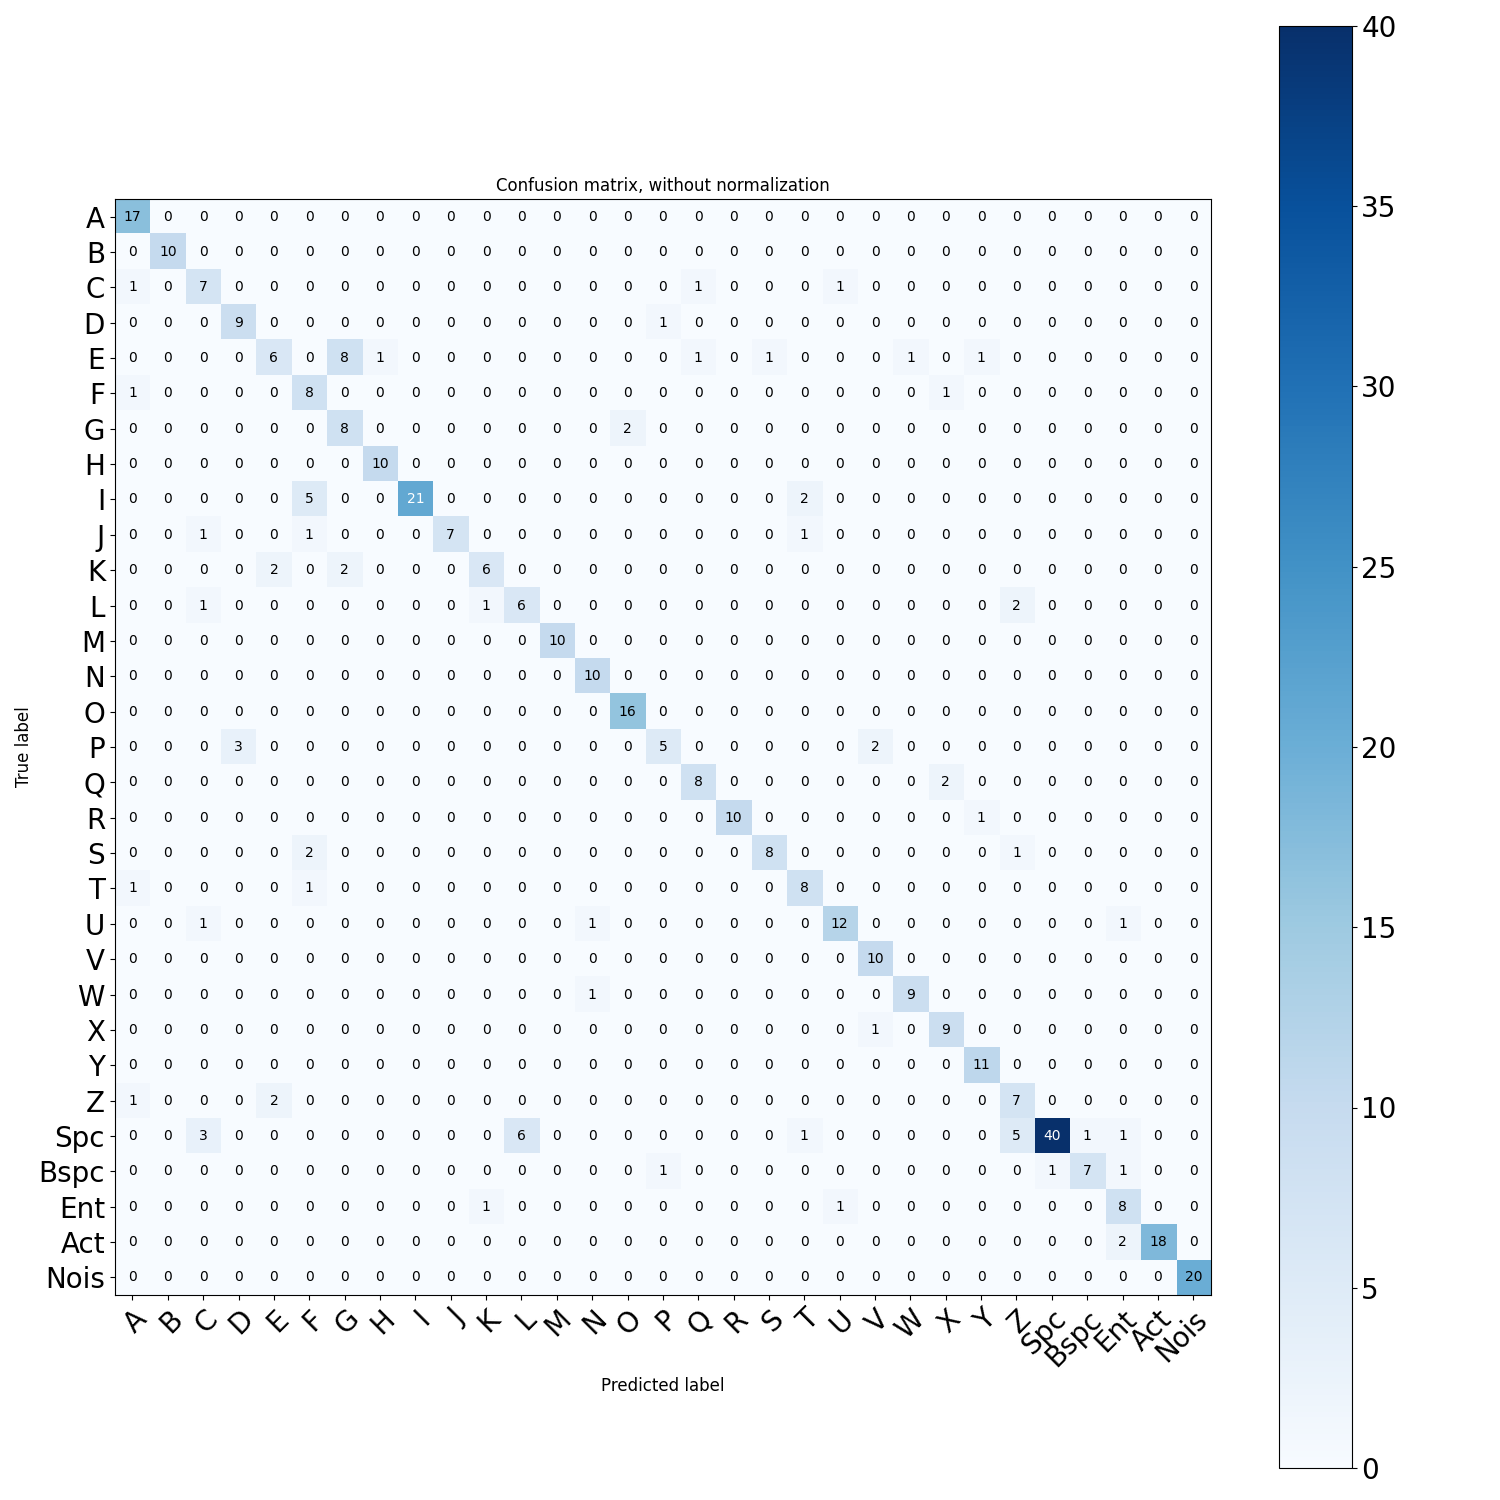 Confusion matrix, without normalization
A 17 0 0 0 0 0 0 0 0 0 0 0 0 0 0 0 0 0 0 0 0 0 0 0 0 0 0 0 0 0 0
B 0 10 0 0 0 0 0 0 0 0 0 0 0 0 0 0 0 0 0 0 0 0 0 0 0 0 0 0 0 0 0
C 1 0 7 0 0 0 0 0 0 0 0 0 0 0 0 0 1 0 0 0 1 0 0 0 0 0 0 0 0 0 0
D 0 0 0 9 0 0 0 0 0 0 0 0 0 0 0 1 0 0 0 0 0 0 0 0 0 0 0 0 0 0 0
E 0 0 0 0 6 0 8 1 0 0 0 0 0 0 0 0 1 0 1 0 0 0 1 0 1 0 0 0 0 0 0
F 1 0 0 0 0 8 0 0 0 0 0 0 0 0 0 0 0 0 0 0 0 0 0 1 0 0 0 0 0 0 0
G 0 0 0 0 0 0 8 0 0 0 0 0 0 0 2 0 0 0 0 0 0 0 0 0 0 0 0 0 0 0 0
H 0 0 0 0 0 0 0 10 0 0 0 0 0 0 0 0 0 0 0 0 0 0 0 0 0 0 0 0 0 0 0
I 0 0 0 0 0 5 0 0 21 0 0 0 0 0 0 0 0 0 0 2 0 0 0 0 0 0 0 0 0 0 0
J 0 0 1 0 0 1 0 0 0 7 0 0 0 0 0 0 0 0 0 1 0 0 0 0 0 0 0 0 0 0 0
K 0 0 0 0 2 0 2 0 0 0 6 0 0 0 0 0 0 0 0 0 0 0 0 0 0 0 0 0 0 0 0
L 0 0 1 0 0 0 0 0 0 0 1 6 0 0 0 0 0 0 0 0 0 0 0 0 0 2 0 0 0 0 0
M 0 0 0 0 0 0 0 0 0 0 0 0 10 0 0 0 0 0 0 0 0 0 0 0 0 0 0 0 0 0 0
N 0 0 0 0 0 0 0 0 0 0 0 0 0 10 0 0 0 0 0 0 0 0 0 0 0 0 0 0 0 0 0
O 0 0 0 0 0 0 0 0 0 0 0 0 0 0 16 0 0 0 0 0 0 0 0 0 0 0 0 0 0 0 0
P 0 0 0 3 0 0 0 0 0 0 0 0 0 0 0 5 0 0 0 0 0 2 0 0 0 0 0 0 0 0 0
Q 0 0 0 0 0 0 0 0 0 0 0 0 0 0 0 0 8 0 0 0 0 0 0 2 0 0 0 0 0 0 0
R 0 0 0 0 0 0 0 0 0 0 0 0 0 0 0 0 0 10 0 0 0 0 0 0 1 0 0 0 0 0 0
S 0 0 0 0 0 2 0 0 0 0 0 0 0 0 0 0 0 0 8 0 0 0 0 0 0 1 0 0 0 0 0
T 1 0 0 0 0 1 0 0 0 0 0 0 0 0 0 0 0 0 0 8 0 0 0 0 0 0 0 0 0 0 0
U 0 0 1 0 0 0 0 0 0 0 0 0 0 1 0 0 0 0 0 0 12 0 0 0 0 0 0 0 1 0 0
V 0 0 0 0 0 0 0 0 0 0 0 0 0 0 0 0 0 0 0 0 0 10 0 0 0 0 0 0 0 0 0
W 0 0 0 0 0 0 0 0 0 0 0 0 0 1 0 0 0 0 0 0 0 0 9 0 0 0 0 0 0 0 0
X 0 0 0 0 0 0 0 0 0 0 0 0 0 0 0 0 0 0 0 0 0 1 0 9 0 0 0 0 0 0 0
Y 0 0 0 0 0 0 0 0 0 0 0 0 0 0 0 0 0 0 0 0 0 0 0 0 11 0 0 0 0 0 0
Z 1 0 0 0 2 0 0 0 0 0 0 0 0 0 0 0 0 0 0 0 0 0 0 0 0 7 0 0 0 0 0
Spc 0 0 3 0 0 0 0 0 0 0 0 6 0 0 0 0 0 0 0 1 0 0 0 0 0 5 40 1 1 0 0
Bspc 0 0 0 0 0 0 0 0 0 0 0 0 0 0 0 1 0 0 0 0 0 0 0 0 0 0 1 7 1 0 0
Ent 0 0 0 0 0 0 0 0 0 0 1 0 0 0 0 0 0 0 0 0 1 0 0 0 0 0 0 0 8 0 0
Act 0 0 0 0 0 0 0 0 0 0 0 0 0 0 0 0 0 0 0 0 0 0 0 0 0 0 0 0 2 18 0
Nois 0 0 0 0 0 0 0 0 0 0 0 0 0 0 0 0 0 0 0 0 0 0 0 0 0 0 0 0 0 0 20
A B C D E F G H I J K L M N O P Q R S T U V W X Y Z Spc Bspc Ent Act Nois
Predicted label
True label
40
35
30
25
20
15
10
5
0